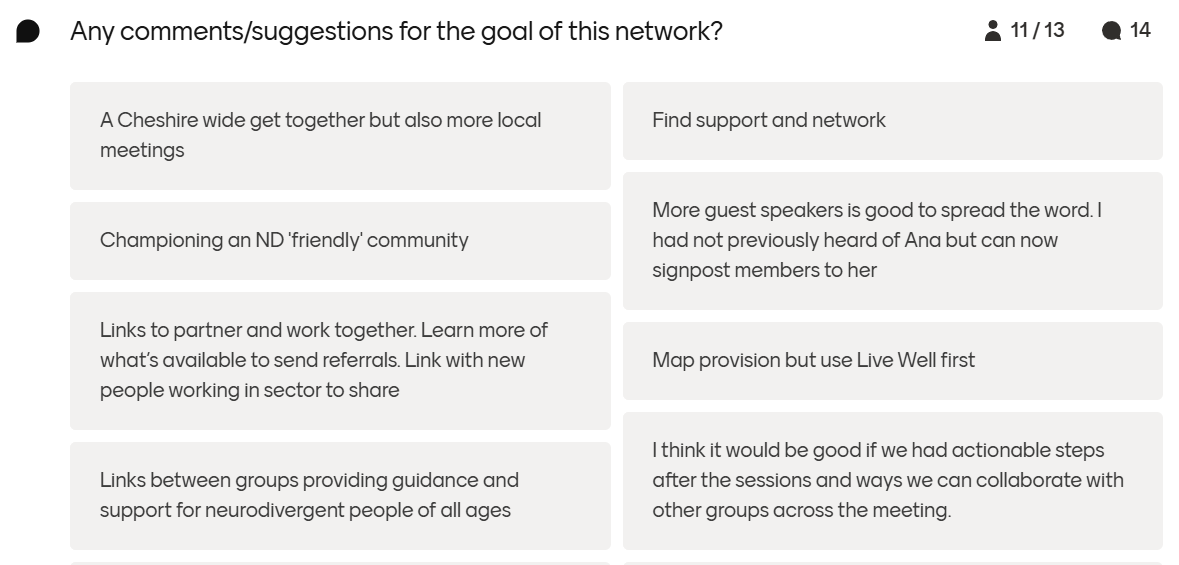 Any comments/suggestions for the goal of this network?
11 / 13
14
A Cheshire wide get together but also more local
meetings
Championing an ND 'friendly' community
Links to partner and work together. Learn more of
what's available to send referrals. Link with new
people working in sector to share
Links between groups providing guidance and
support for neurodivergent people of all ages
Find support and network
More guest speakers is good to spread the word. I
had not previously heard of Ana but can now
signpost members to her
Map provision but use Live Well first
I think it would be good if we had actionable steps
after the sessions and ways we can collaborate with
other groups across the meeting.